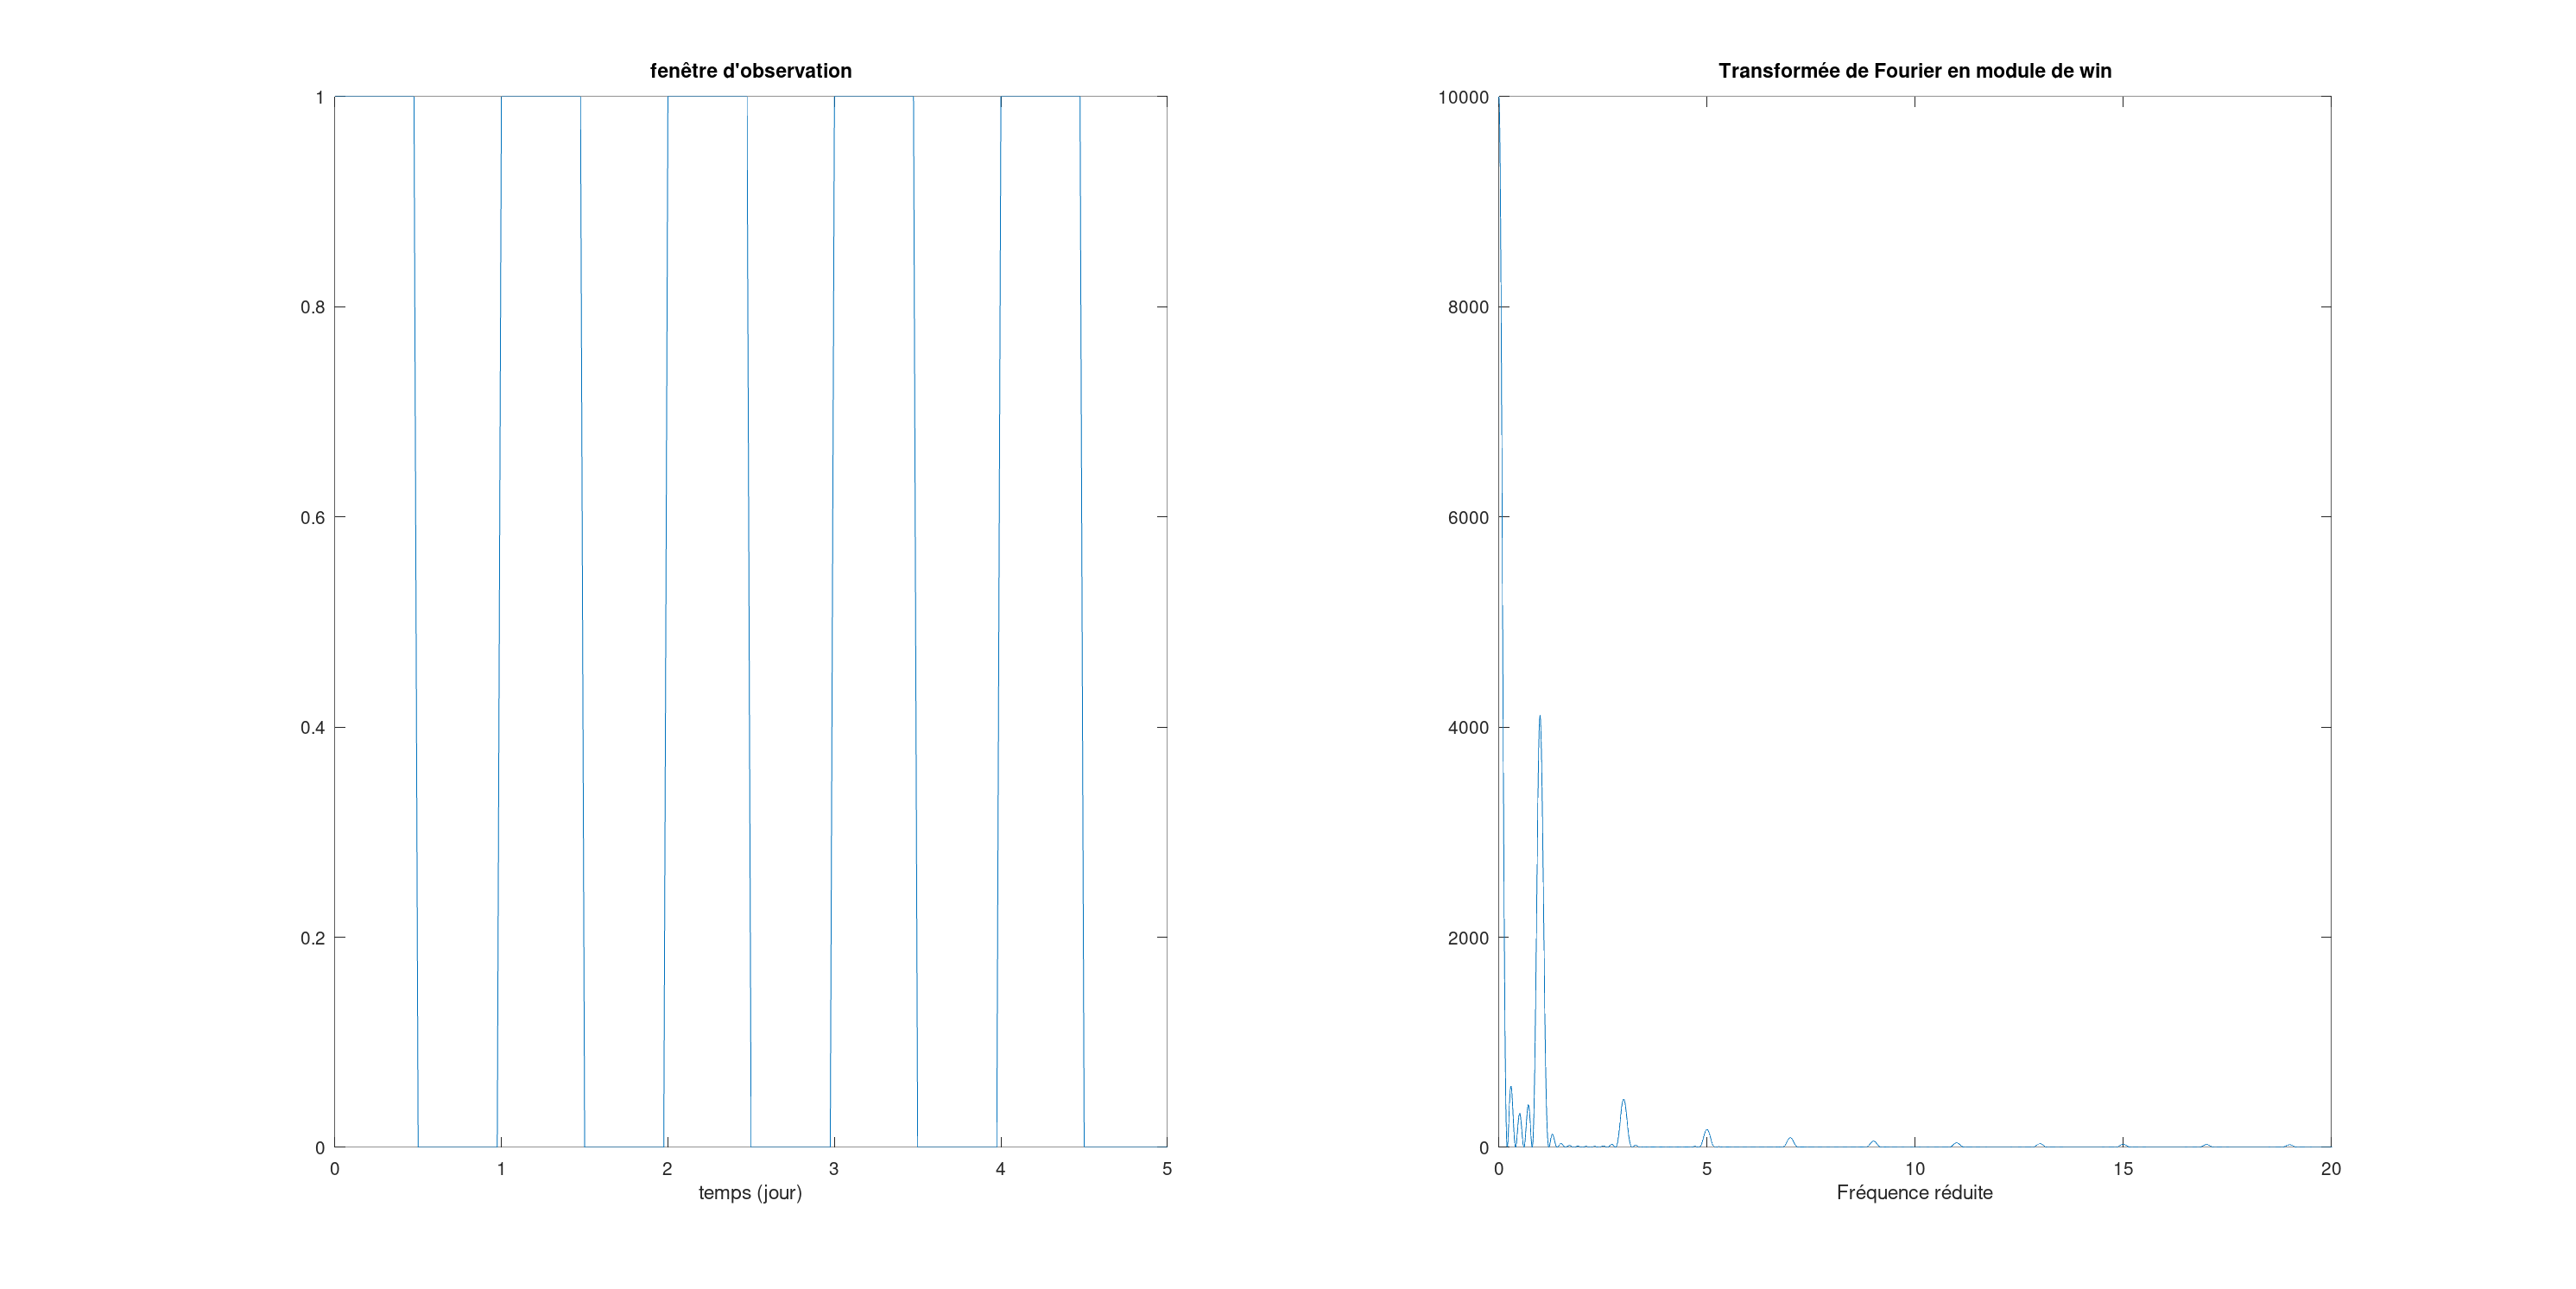 fenêtre d'observation
1
0.8
0.6
0.4
0.2
0
0 1 2 3 4 5
temps (jour)
Transformée de Fourier en module de win
10000
8000
6000
4000
2000
0
0 5 10 15 20
Fréquence réduite